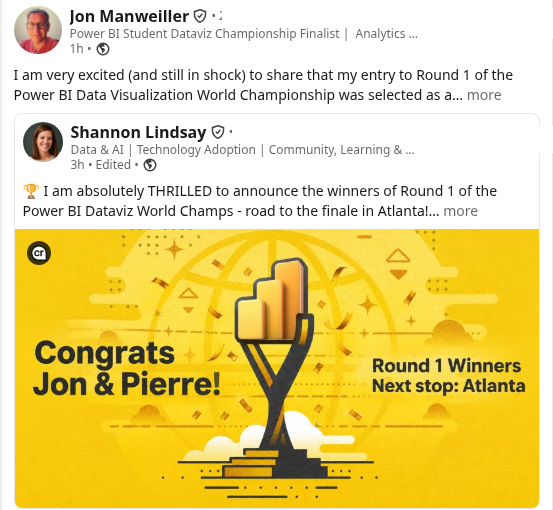 Jon Manweiller
Power BI Student Dataviz Championship Finalist | Analytics ...
1h •
I am very excited (and still in shock) to share that my entry to Round 1 of the
Power BI Data Visualization World Championship was selected as a... more
Shannon Lindsay •
Data & AI | Technology Adoption | Community, Learning & ...
3h • Edited •
🏆 I am absolutely THRILLED to announce the winners of Round 1 of the
Power BI Dataviz World Champs - road to the finale in Atlanta!... more
cr
Congrats
Jon & Pierre!
Round 1 Winners
Next stop: Atlanta